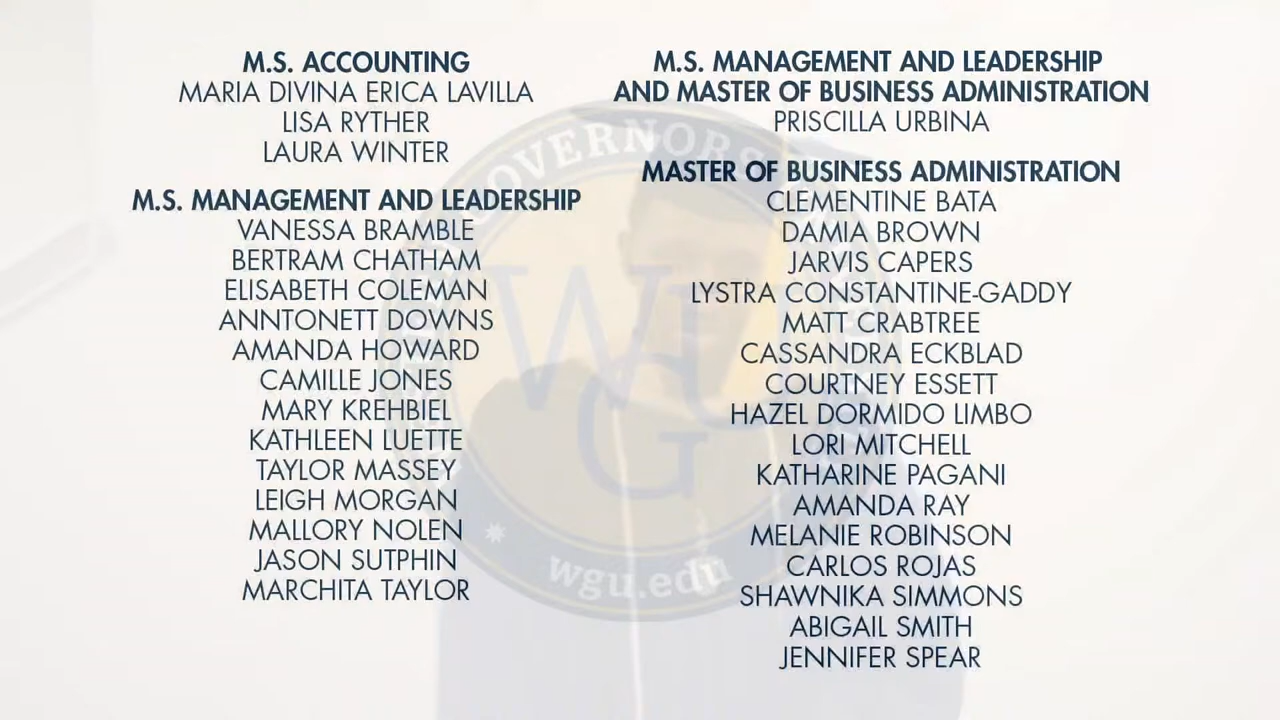 M.S. ACCOUNTING
MARIA DIVINA ERICA LAVILLA
LISA RYTHER
LAURA WINTER
M.S. MANAGEMENT AND LEADERSHIP
VANESSA BRAMBLE
BERTRAM CHATHAM
ELISABETH COLEMAN
ANNTONETT DOWNS
AMANDA HOWARD
CAMILLE JONES
MARY KREHBIEL
KATHLEEN LUETTE
TAYLOR MASSEY
LEIGH MORGAN
MALLORY NOLEN
JASON SUTPHIN
MARCHITA TAYLOR
M.S. MANAGEMENT AND LEADERSHIP
AND MASTER OF BUSINESS ADMINISTRATION
PRISCILLA URBINA
MASTER OF BUSINESS ADMINISTRATION
CLEMENTINE BATA
DAMIA BROWN
JARVIS CAPERS
LYSTRA CONSTANTINE-GADDY
MATT CRABTREE
CASSANDRA ECKBLAD
COURTNEY ESSETT
HAZEL DORMIDO LIMBO
LORI MITCHELL
KATHARINE PAGANI
AMANDA RAY
MELANIE ROBINSON
CARLOS ROJAS
SHAWNIKA SIMMONS
ABIGAIL SMITH
JENNIFER SPEAR
GOVERNORS
WGU
wgu.edu